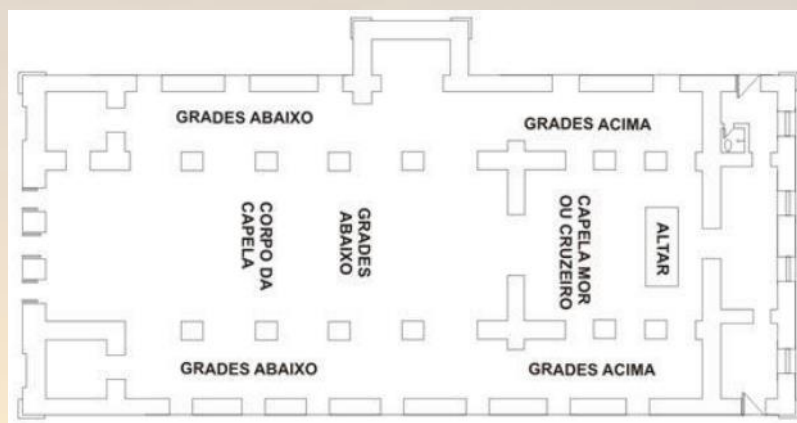 GRADES ABAIXO
GRADES ACIMA
CORPO DA
CAPELA
GRADES
ABAIXO
CAPELA MOR
OU CRUZEIRO
ALTAR
GRADES ABAIXO
GRADES ACIMA